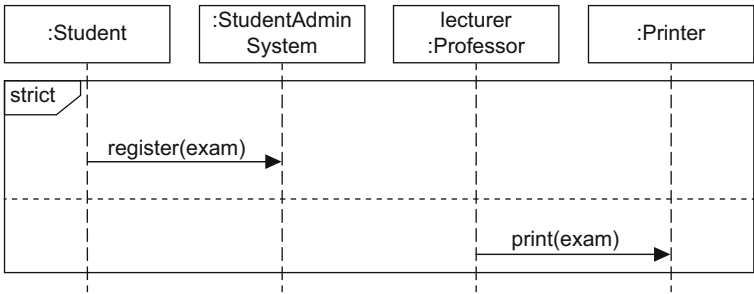 :Student
:StudentAdmin
System
lecturer
:Professor
:Printer
strict
register(exam)
print(exam)